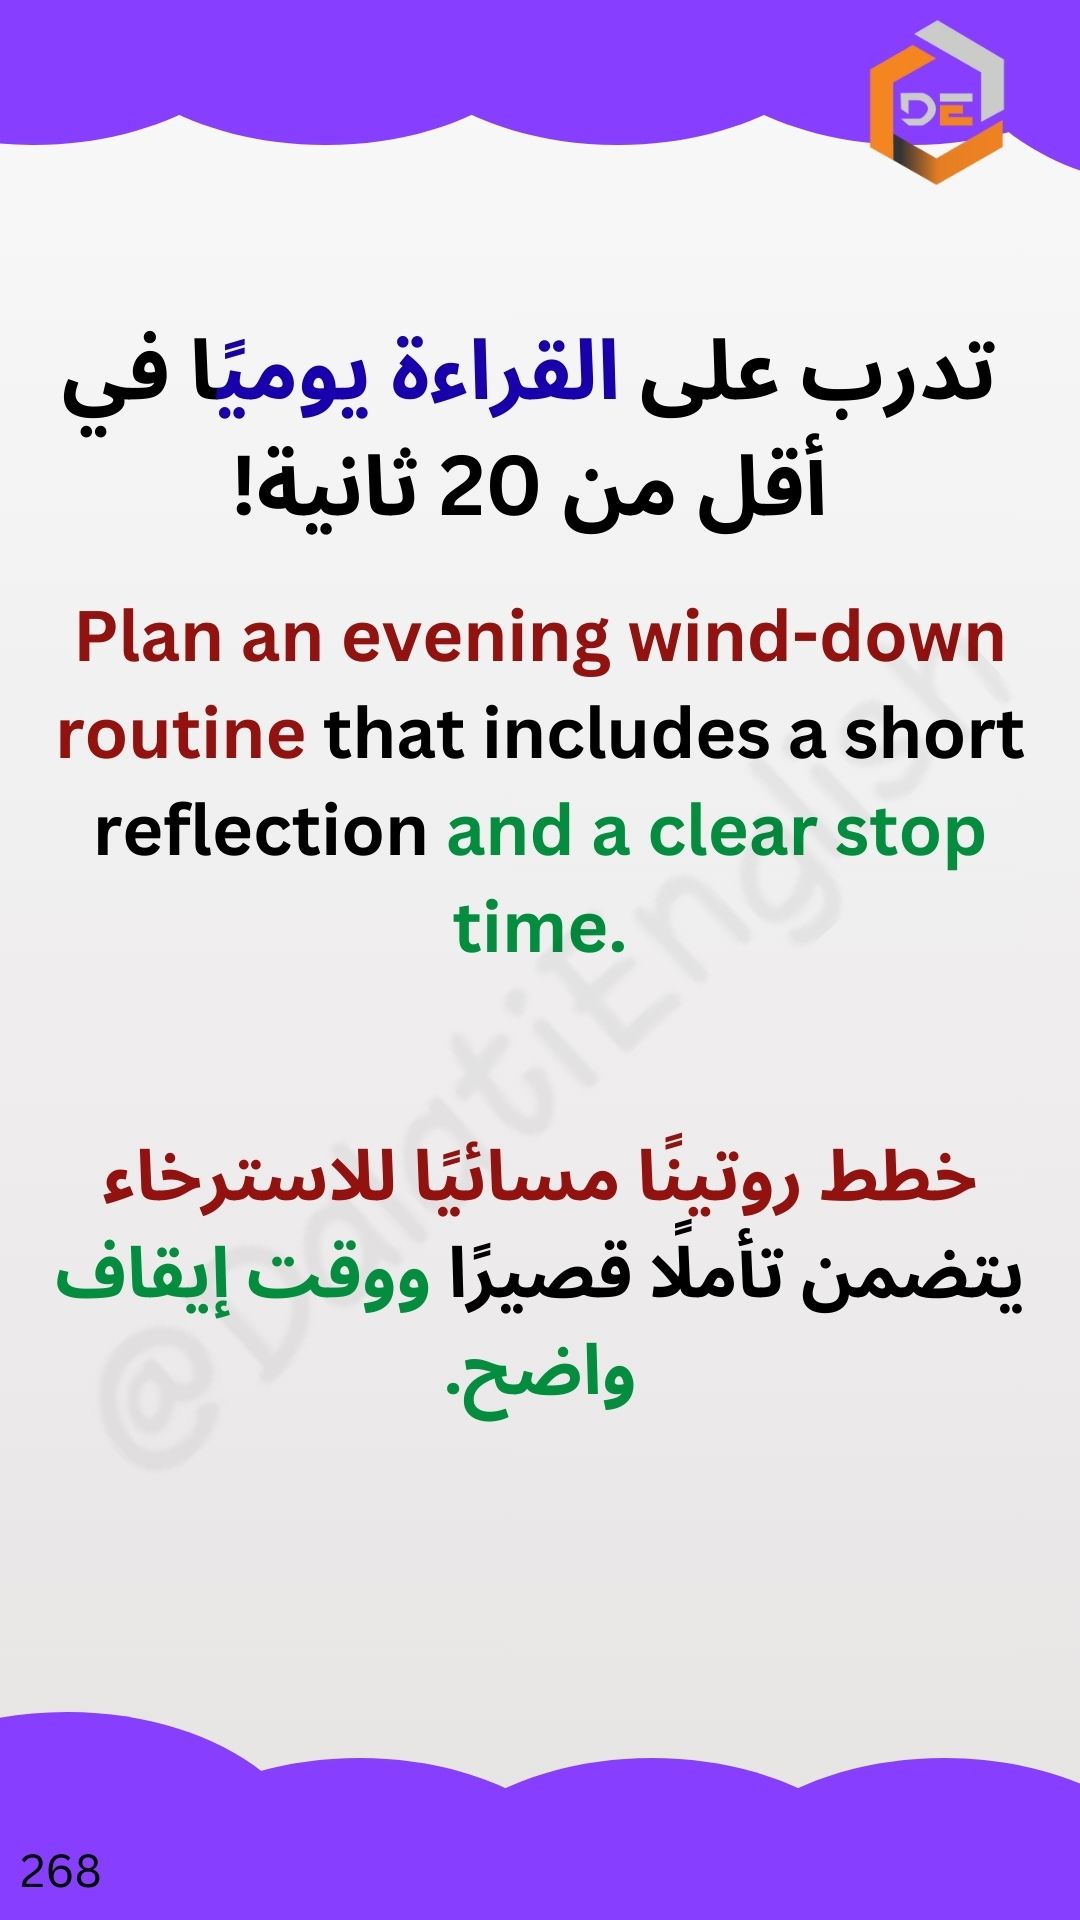 DE
تدرب على القراءة يوميًا في
أقل من 20 ثانية!
Plan an evening wind-down
routine that includes a short
reflection and a clear stop
time.
@DalatiEnglish
خطط روتينًا مسائيًا للاسترخاء
يتضمن تأملًا قصيرًا ووقت إيقاف
واضح.
268